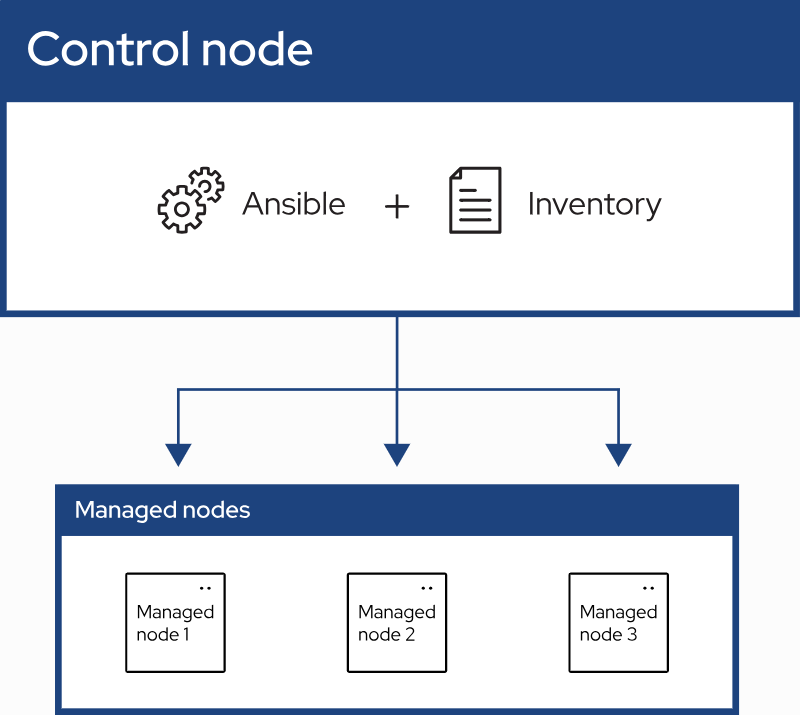 Control node
Ansible + Inventory
Managed nodes
Managed node 1
Managed node 2
Managed node 3